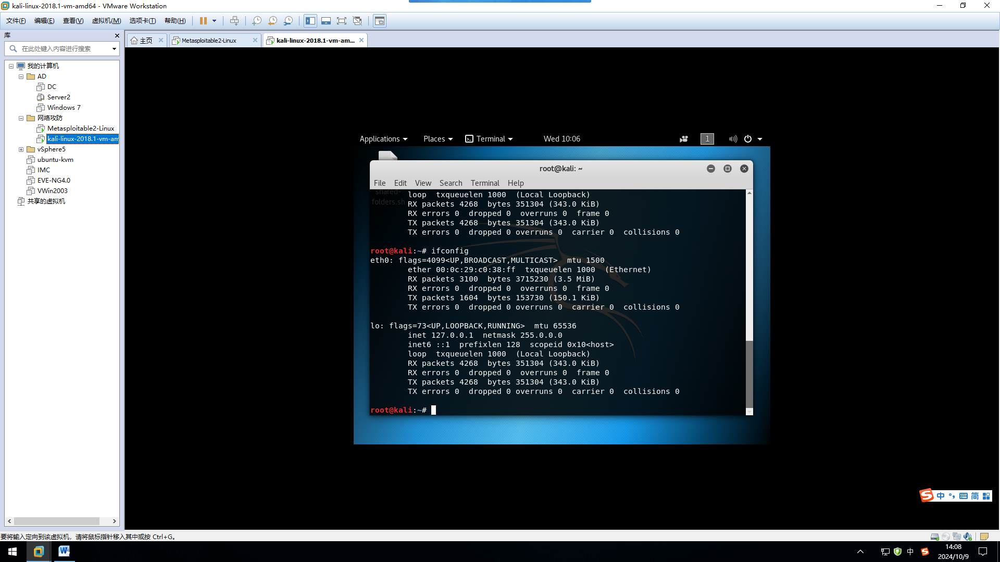 kali-linux-2018.1-vm-amd64 - VMware Workstation
文件(F) 编辑(E) 查看(V) 虚拟机(M) 选项卡(T) 帮助(H)
库
在此处键入内容进行搜索
我的计算机
AD
DC
Server2
Windows 7
网络攻防
Metasploitable2-Linux
kali-linux-2018.1-vm-am
vSphere5
ubuntu-kvm
IMC
EVE-NG4.0
VWin2003
共享的虚拟机
主页 Metasploitable2-Linux kali-linux-2018.1-vm-am...
Applications Places Terminal Wed 10:06 1
root@kali: ~
File Edit View Search Terminal Help
shared-
folders.sh
loop  txqueuelen 1000  (Local Loopback)
RX packets 4268  bytes 351304 (343.0 KiB)
RX errors 0  dropped 0  overruns 0  frame 0
TX packets 4268  bytes 351304 (343.0 KiB)
TX errors 0  dropped 0 overruns 0  carrier 0  collisions 0
root@kali:~# ifconfig
eth0: flags=4099<UP,BROADCAST,MULTICAST>  mtu 1500
ether 00:0c:29:c0:38:ff  txqueuelen 1000  (Ethernet)
RX packets 3100  bytes 3715230 (3.5 MiB)
RX errors 0  dropped 0  overruns 0  frame 0
TX packets 1604  bytes 153730 (150.1 KiB)
TX errors 0  dropped 0 overruns 0  carrier 0  collisions 0
lo: flags=73<UP,LOOPBACK,RUNNING>  mtu 65536
inet 127.0.0.1  netmask 255.0.0.0
inet6 ::1  prefixlen 128  scopeid 0x10<host>
loop  txqueuelen 1000  (Local Loopback)
RX packets 4268  bytes 351304 (343.0 KiB)
RX errors 0  dropped 0  overruns 0  frame 0
TX packets 4268  bytes 351304 (343.0 KiB)
TX errors 0  dropped 0 overruns 0  carrier 0  collisions 0
root@kali:~#
S 中 简
要将输入定向到该虚拟机，请将鼠标指针移入其中或按 Ctrl+G。
W 中 S 14:08
2024/10/9